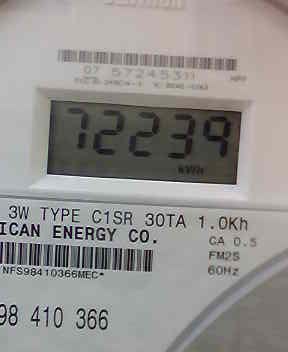 07 57245311
72239
kWh
3W TYPE C1SR 30TA 1.0Kh
ICAN ENERGY CO.
CA 0.5
FM2S
60Hz
NFS98410366MEC*
98 410 366